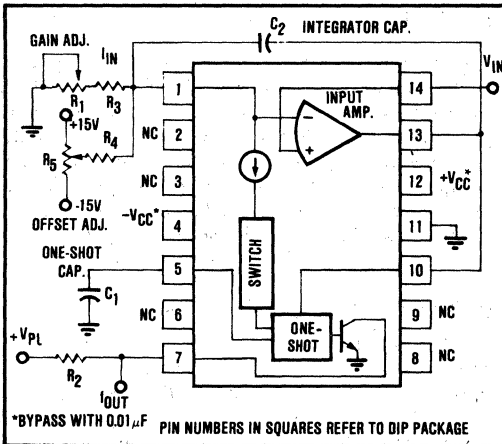 C2 INTEGRATOR CAP.
GAIN ADJ.
IIN
VIN
R1 R3
1
14
+15V
INPUT
AMP.
−
+
NC 2
13
R4
R5
NC 3
12 +VCC*
-15V
OFFSET ADJ.
−VCC* 4
11
ONE-SHOT
CAP.
5
SWITCH
10
C1
NC 6
ONE-
SHOT
9 NC
+VPL
R2
7
8 NC
fOUT
*BYPASS WITH 0.01µF
PIN NUMBERS IN SQUARES REFER TO DIP PACKAGE